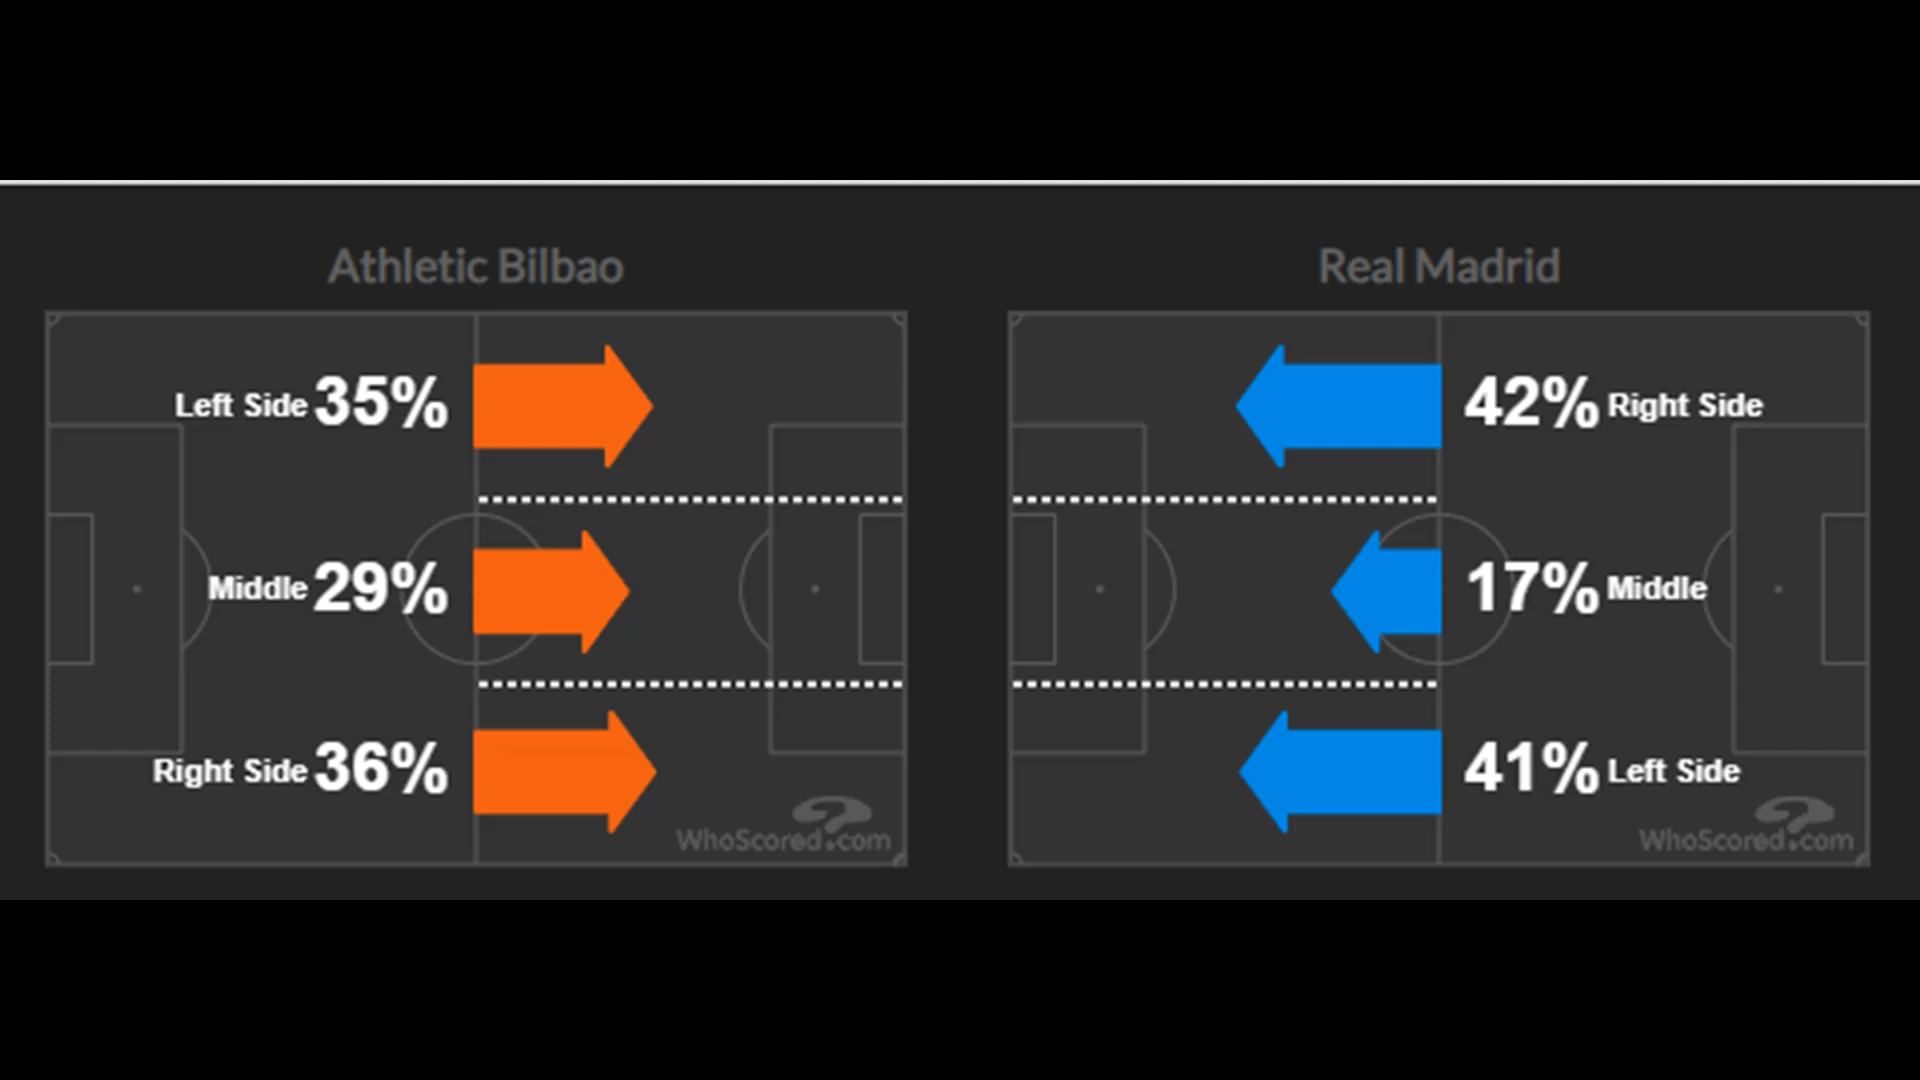 Athletic Bilbao
Left Side 35%
Middle 29%
Right Side 36%
WhoScored.com
Real Madrid
42% Right Side
17% Middle
41% Left Side
WhoScored.com